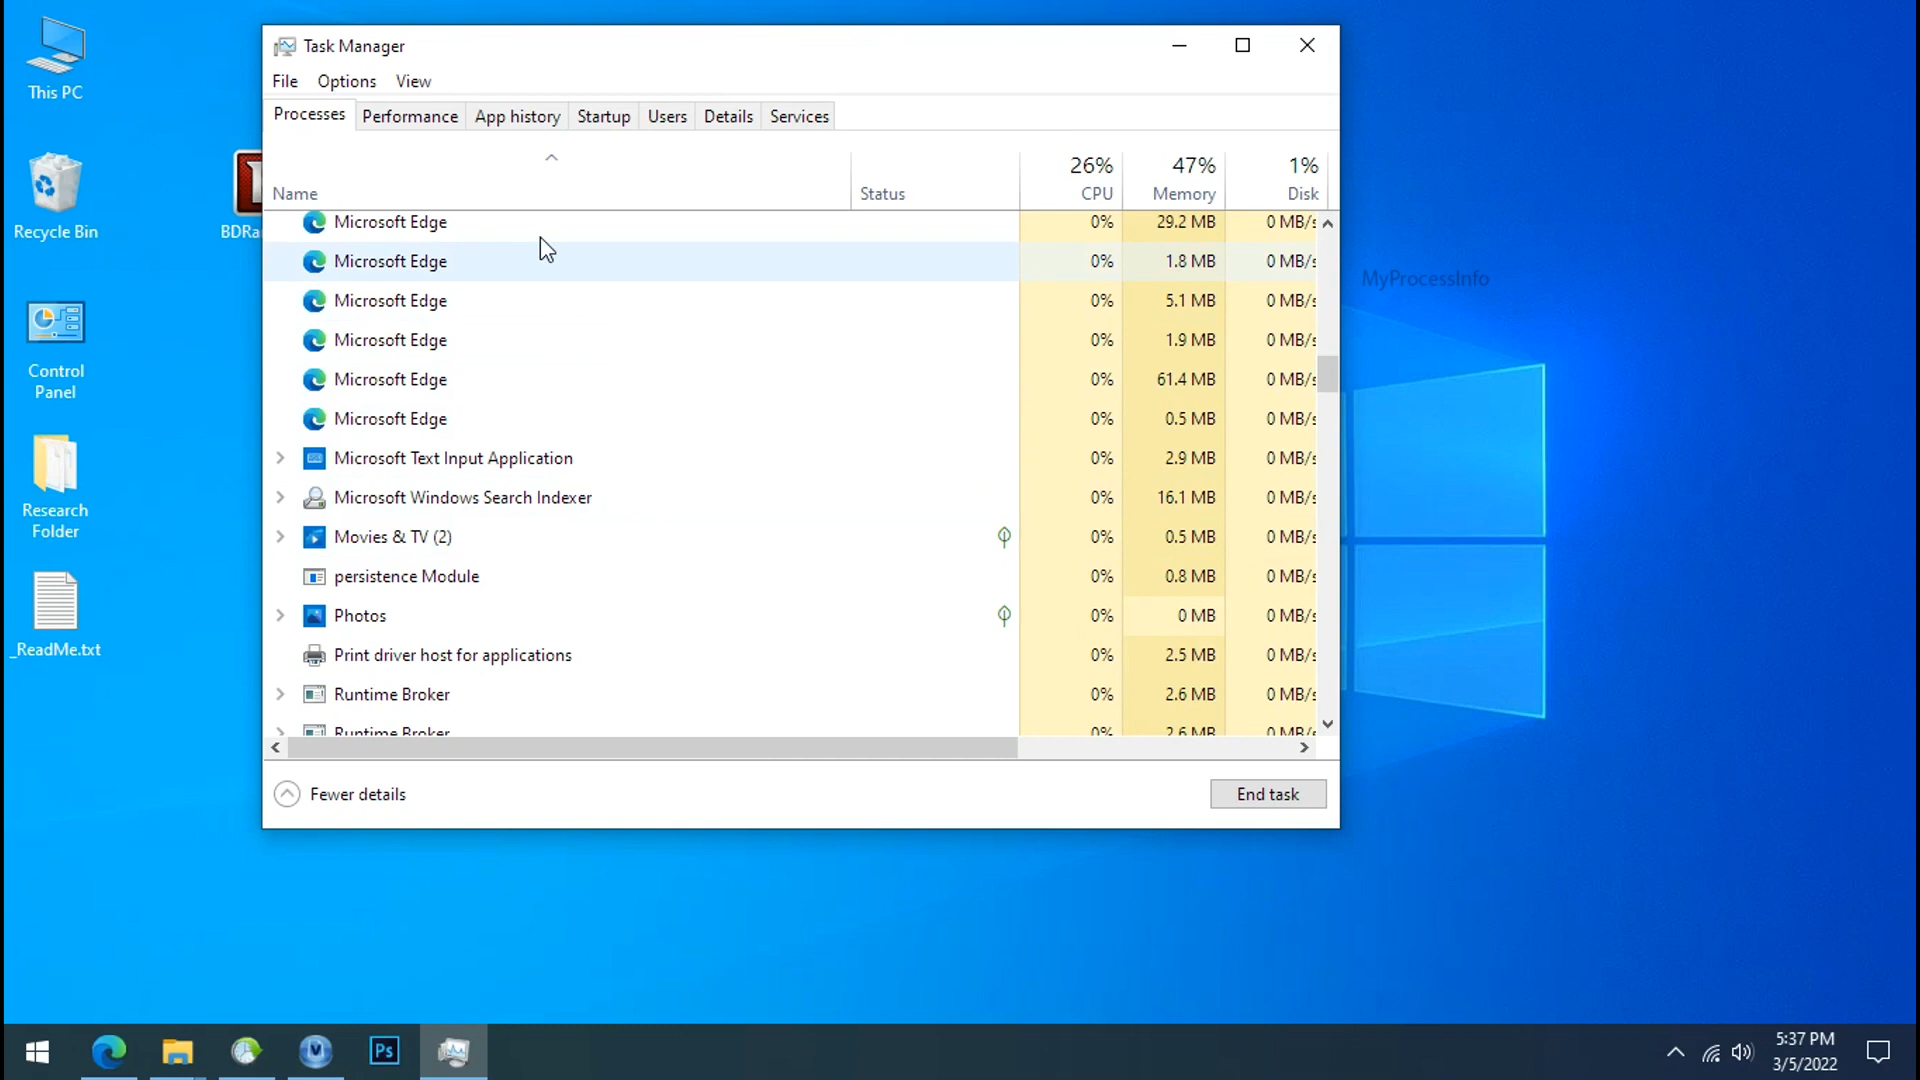 This PC
Recycle Bin
Control
Panel
Research
Folder
_ReadMe.txt
BDRa
Task Manager
File Options View
Processes Performance App history Startup Users Details Services
26% 47% 1%
Name Status CPU Memory Disk
Microsoft Edge 0% 29.2 MB 0 MB/s
Microsoft Edge 0% 1.8 MB 0 MB/s
Microsoft Edge 0% 5.1 MB 0 MB/s
Microsoft Edge 0% 1.9 MB 0 MB/s
Microsoft Edge 0% 61.4 MB 0 MB/s
Microsoft Edge 0% 0.5 MB 0 MB/s
Microsoft Text Input Application 0% 2.9 MB 0 MB/s
Microsoft Windows Search Indexer 0% 16.1 MB 0 MB/s
Movies & TV (2) 0% 0.5 MB 0 MB/s
persistence Module 0% 0.8 MB 0 MB/s
Photos 0% 0 MB 0 MB/s
Print driver host for applications 0% 2.5 MB 0 MB/s
Runtime Broker 0% 2.6 MB 0 MB/s
Runtime Broker 0% 2.6 MB 0 MB/s
Fewer details End task
MyProcessInfo
Ps
5:37 PM
3/5/2022